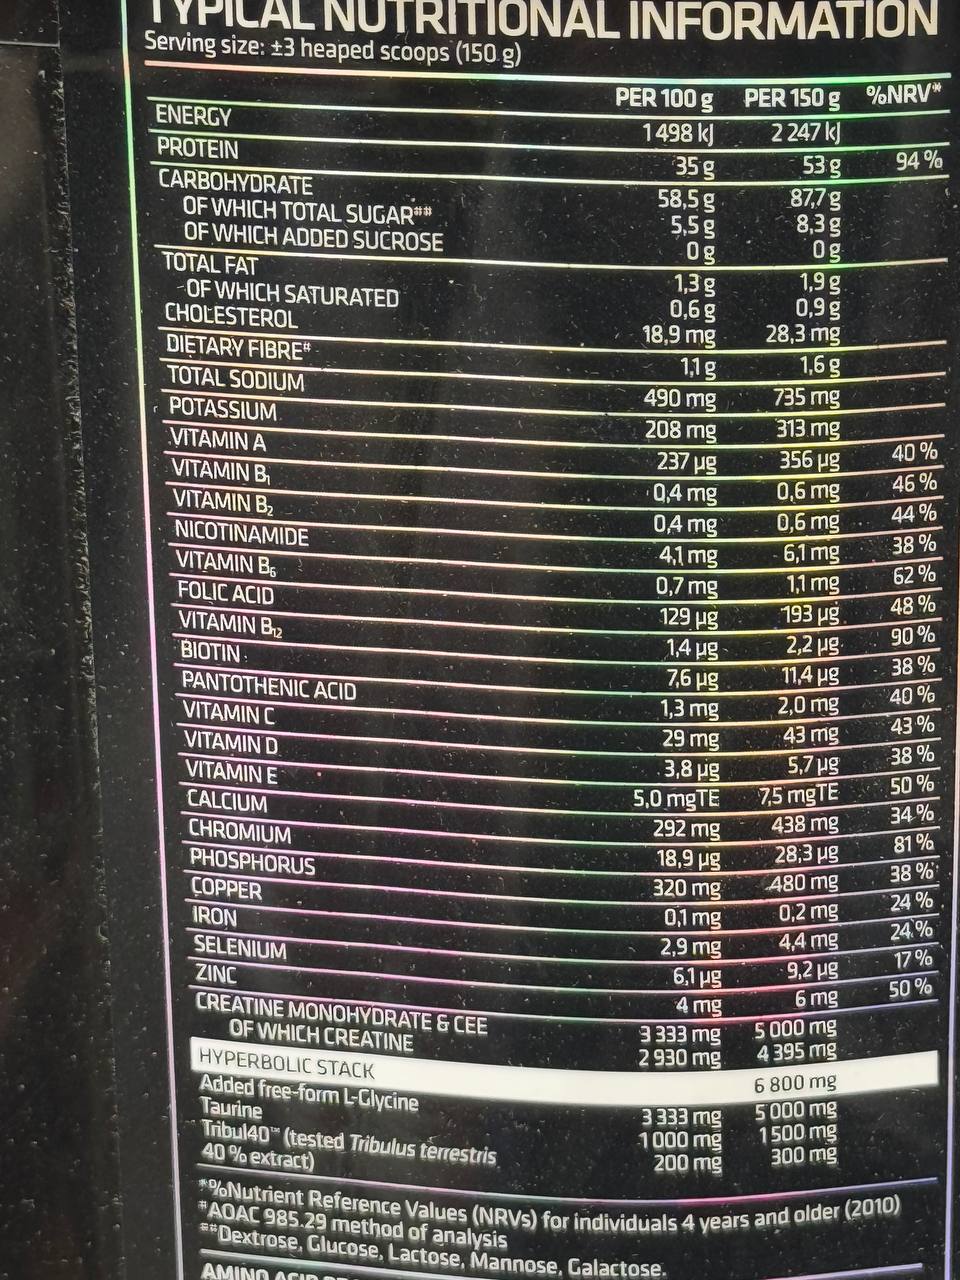 TYPICAL NUTRITIONAL INFORMATION
Serving size: ±3 heaped scoops (150 g)
PER 100 g PER 150 g %NRV*
ENERGY 1 498 kJ 2 247 kJ
PROTEIN 35 g 53 g 94 %
CARBOHYDRATE 58,5 g 87,7 g
OF WHICH TOTAL SUGAR## 5,5 g 8,3 g
OF WHICH ADDED SUCROSE 0 g 0 g
TOTAL FAT 1,3 g 1,9 g
OF WHICH SATURATED 0,6 g 0,9 g
CHOLESTEROL 18,9 mg 28,3 mg
DIETARY FIBRE# 1,1 g 1,6 g
TOTAL SODIUM 490 mg 735 mg
POTASSIUM 208 mg 313 mg
VITAMIN A 237 µg 356 µg 40 %
VITAMIN B₁ 0,4 mg 0,6 mg 46 %
VITAMIN B₂ 0,4 mg 0,6 mg 44 %
NICOTINAMIDE 4,1 mg 6,1 mg 38 %
VITAMIN B₆ 0,7 mg 1,1 mg 62 %
FOLIC ACID 129 µg 193 µg 48 %
VITAMIN B₁₂ 1,4 µg 2,2 µg 90 %
BIOTIN 7,6 µg 11,4 µg 38 %
PANTOTHENIC ACID 1,3 mg 2,0 mg 40 %
VITAMIN C 29 mg 43 mg 43 %
VITAMIN D 3,8 µg 5,7 µg 38 %
VITAMIN E 5,0 mgTE 7,5 mgTE 50 %
CALCIUM 292 mg 438 mg 34 %
CHROMIUM 18,9 µg 28,3 µg 81 %
PHOSPHORUS 320 mg 480 mg 38 %
COPPER 0,1 mg 0,2 mg 24 %
IRON 2,9 mg 4,4 mg 24 %
SELENIUM 6,1 µg 9,2 µg 17 %
ZINC 4 mg 6 mg 50 %
CREATINE MONOHYDRATE & CEE 3 333 mg 5 000 mg
OF WHICH CREATINE 2 930 mg 4 395 mg
HYPERBOLIC STACK 6 800 mg
Added free-form L-Glycine 3 333 mg 5 000 mg
Taurine 1 000 mg 1 500 mg
Tribul40™ (tested Tribulus terrestris 200 mg 300 mg
40 % extract)
*%Nutrient Reference Values (NRVs) for individuals 4 years and older (2010)
#AOAC 985.29 method of analysis
##Dextrose, Glucose, Lactose, Mannose, Galactose.
AMINO ACID